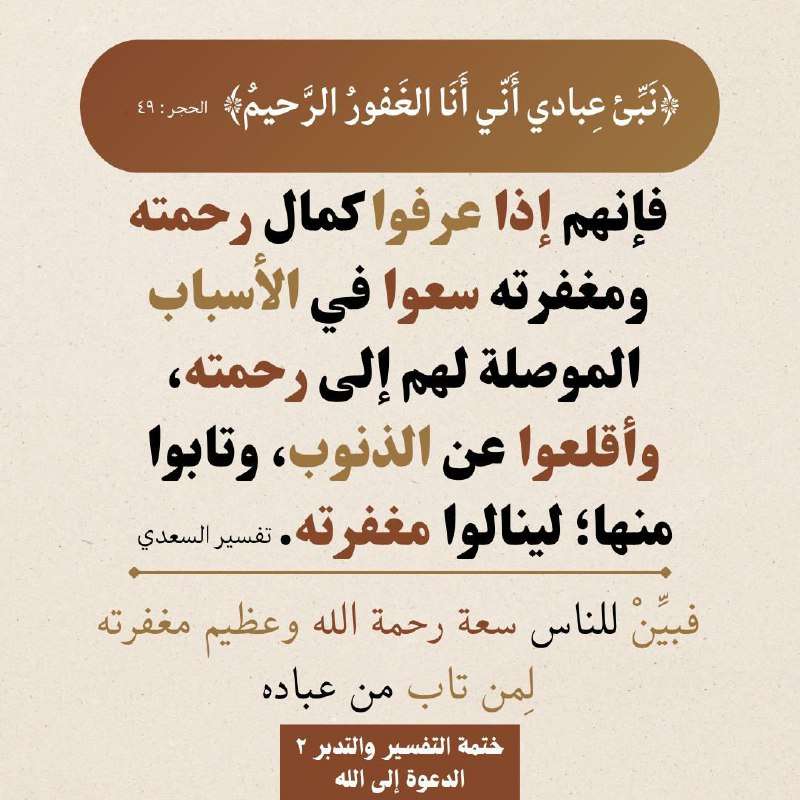 ﴿نَبِّئ عِبادي أَنّي أَنَا الغَفورُ الرَّحيمُ﴾ الحجر: ٤٩
فإنهم إذا عرفوا كمال رحمته
ومغفرته سعوا في الأسباب
الموصلة لهم إلى رحمته،
وأقلعوا عن الذنوب، وتابوا
منها؛ لينالوا مغفرته. تفسير السعدي
فبيِّنْ للناس سعة رحمة الله وعظيم مغفرته
لِمن تاب من عباده
ختمة التفسير والتدبر ٢
الدعوة إلى الله